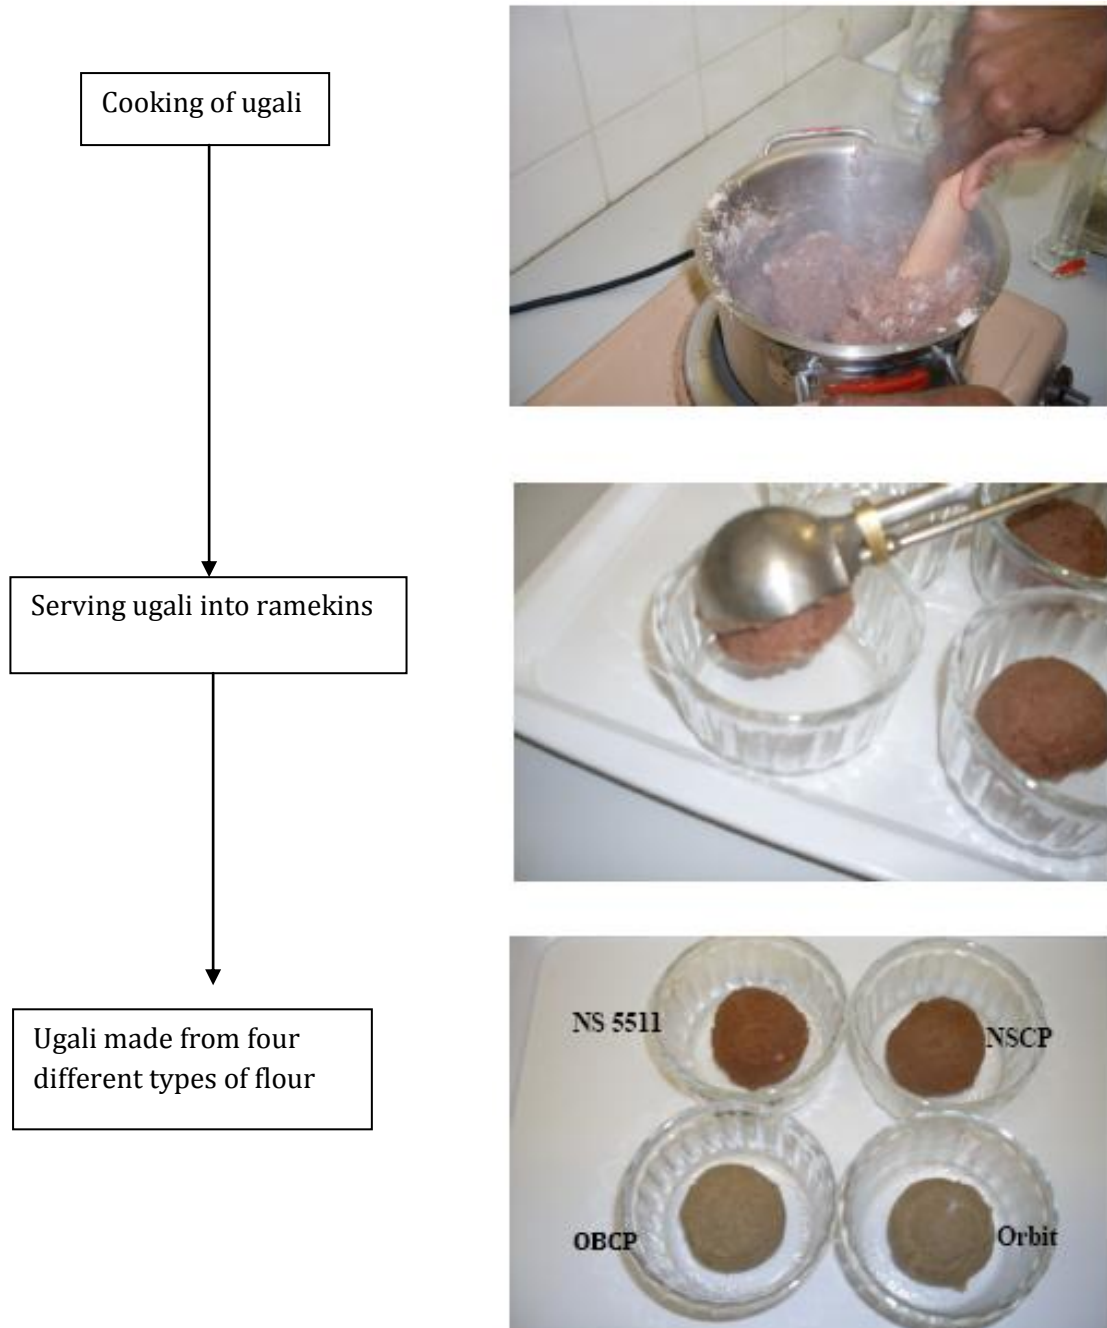 Cooking of ugali
Serving ugali into ramekins
Ugali made from four
different types of flour
NS 5511
NSCP
OBCP
Orbit